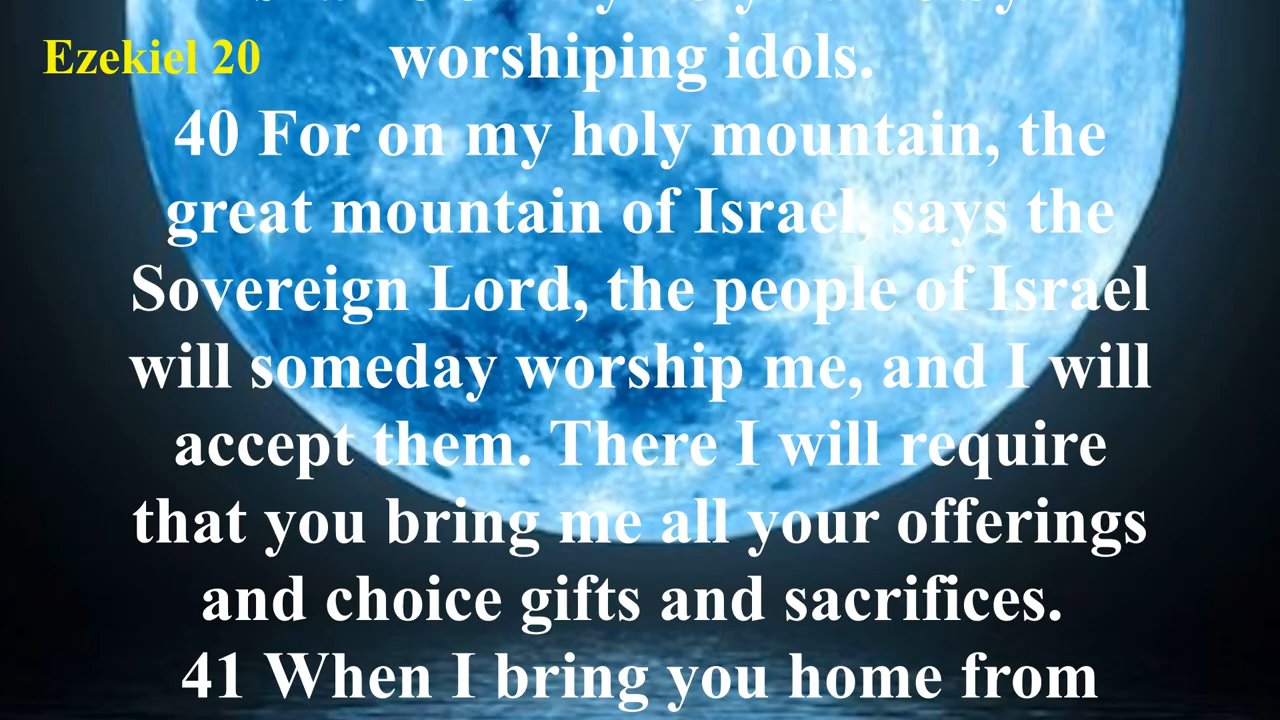 Ezekiel 20
worshiping idols.
40 For on my holy mountain, the
great mountain of Israel, says the
Sovereign Lord, the people of Israel
will someday worship me, and I will
accept them. There I will require
that you bring me all your offerings
and choice gifts and sacrifices.
41 When I bring you home from